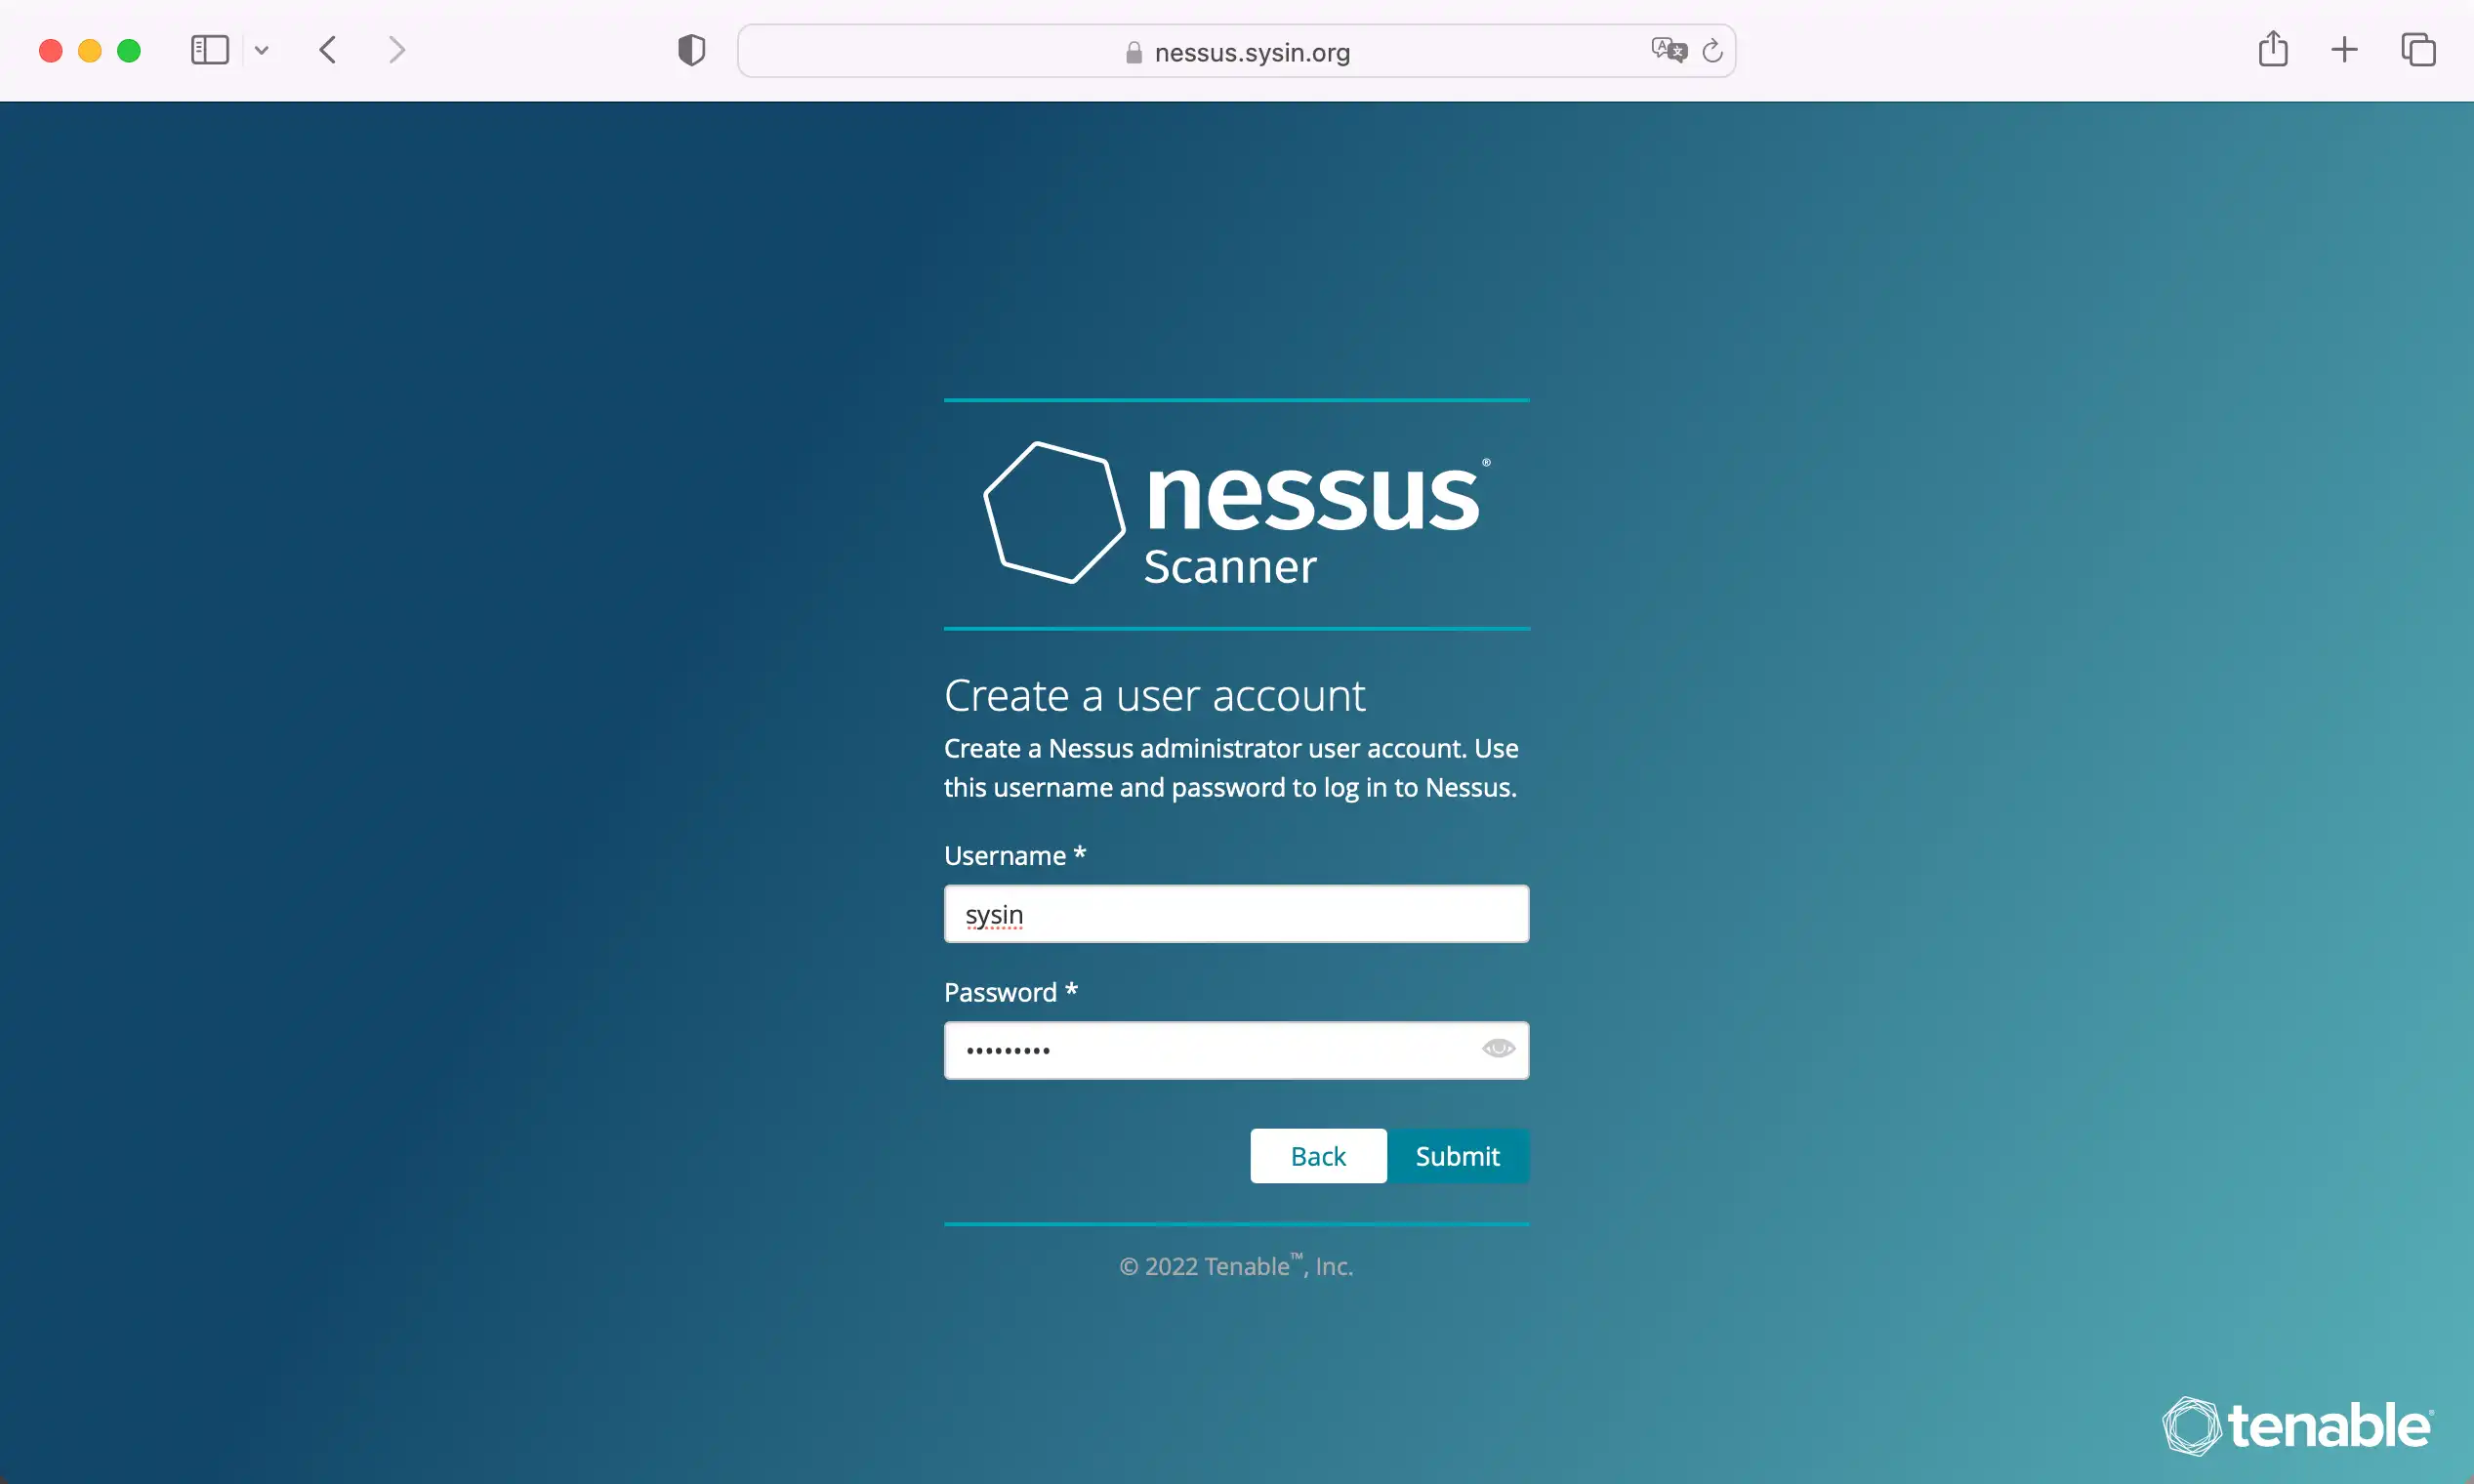 nessus.sysin.org
nessus®
Scanner
Create a user account
Create a Nessus administrator user account. Use
this username and password to log in to Nessus.
Username *
sysin
Password *
•••••••••
Back Submit
© 2022 Tenable™, Inc.
tenable®